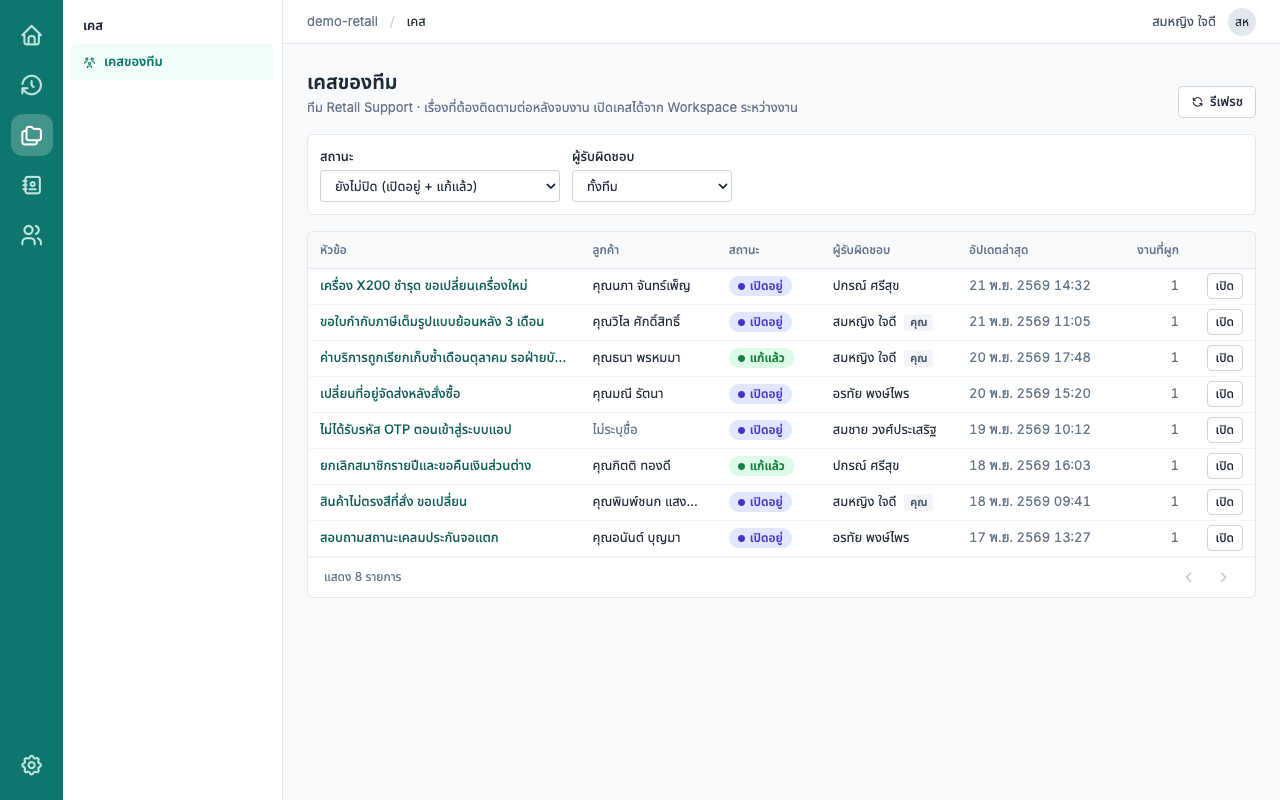 เคส
เคสของทีม
demo-retail / เคส
สมหญิง ใจดี สห
เคสของทีม
ทีม Retail Support · เรื่องที่ต้องติดตามต่อหลังจบงาน เปิดเคสได้จาก Workspace ระหว่างงาน
รีเฟรช
สถานะ ผู้รับผิดชอบ
ยังไม่ปิด (เปิดอยู่ + แก้แล้ว) ทั้งทีม
หัวข้อ ลูกค้า สถานะ ผู้รับผิดชอบ อัปเดตล่าสุด งานที่ผูก
เครื่อง X200 ชำรุด ขอเปลี่ยนเครื่องใหม่ คุณนภา จันทร์เพ็ญ เปิดอยู่ ปกรณ์ ศรีสุข 21 พ.ย. 2569 14:32 1 เปิด
ขอใบกำกับภาษีเต็มรูปแบบย้อนหลัง 3 เดือน คุณวิไล ศักดิ์สิทธิ์ เปิดอยู่ สมหญิง ใจดี คุณ 21 พ.ย. 2569 11:05 1 เปิด
ค่าบริการถูกเรียกเก็บซ้ำเดือนตุลาคม รอฝ่ายบั... คุณธนา พรหมมา แก้แล้ว สมหญิง ใจดี คุณ 20 พ.ย. 2569 17:48 1 เปิด
เปลี่ยนที่อยู่จัดส่งหลังสั่งซื้อ คุณมณี รัตนา เปิดอยู่ อรทัย พงษ์ไพร 20 พ.ย. 2569 15:20 1 เปิด
ไม่ได้รับรหัส OTP ตอนเข้าสู่ระบบแอป ไม่ระบุชื่อ เปิดอยู่ สมชาย วงศ์ประเสริฐ 19 พ.ย. 2569 10:12 1 เปิด
ยกเลิกสมาชิกรายปีและขอคืนเงินส่วนต่าง คุณกิตติ ทองดี แก้แล้ว ปกรณ์ ศรีสุข 18 พ.ย. 2569 16:03 1 เปิด
สินค้าไม่ตรงสีที่สั่ง ขอเปลี่ยน คุณพิมพ์ชนก แสง... เปิดอยู่ สมหญิง ใจดี คุณ 18 พ.ย. 2569 09:41 1 เปิด
สอบถามสถานะเคลมประกันจอแตก คุณอนันต์ บุญมา เปิดอยู่ อรทัย พงษ์ไพร 17 พ.ย. 2569 13:27 1 เปิด
แสดง 8 รายการ